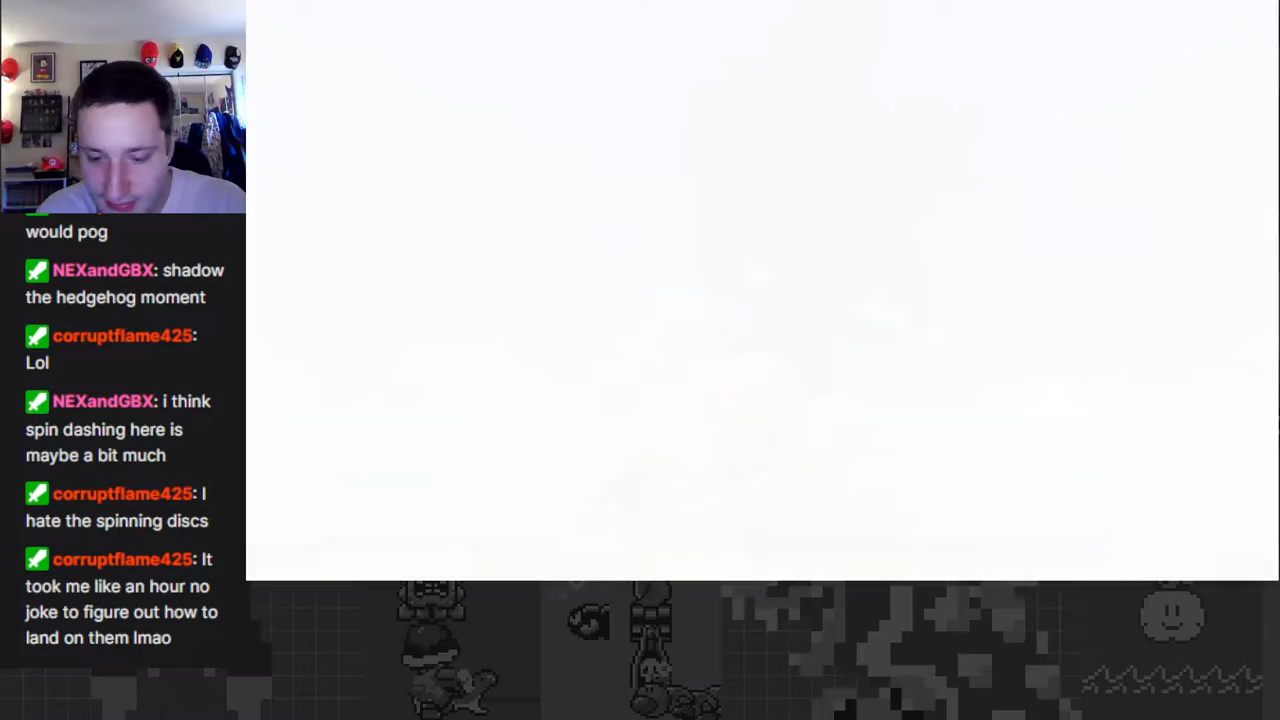 would pog
NEXandGBX: shadow
the hedgehog moment
corruptflame425:
Lol
NEXandGBX: i think
spin dashing here is
maybe a bit much
corruptflame425: I
hate the spinning discs
corruptflame425: It
took me like an hour no
joke to figure out how to
land on them lmao